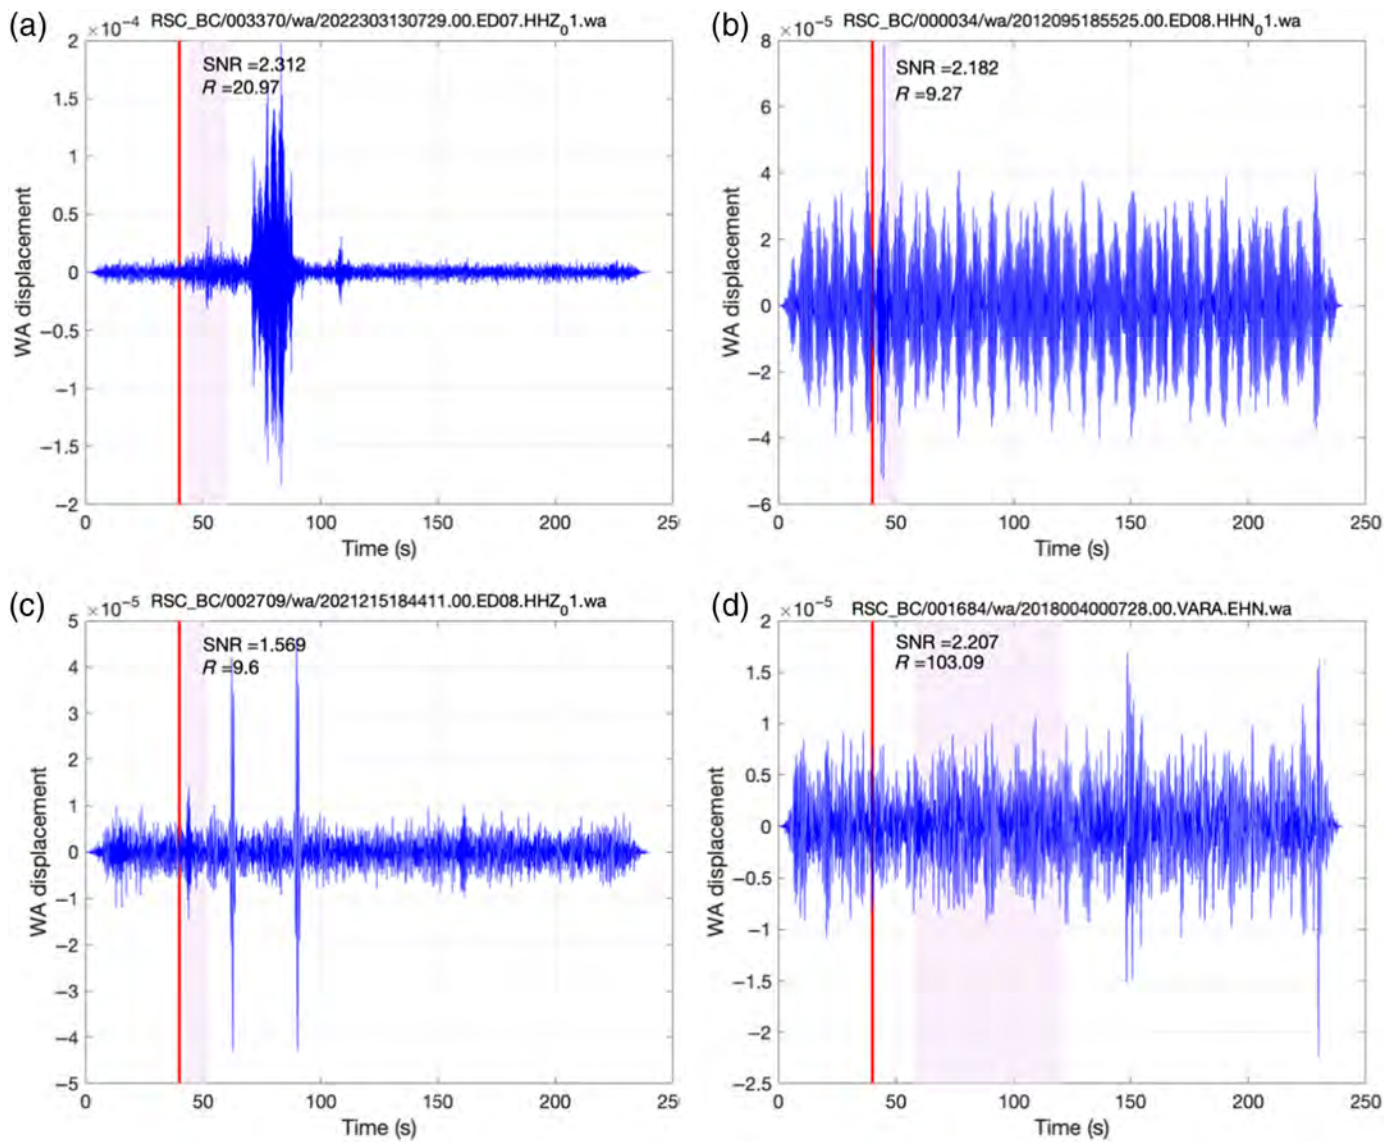 (a)
RSC_BC/003370/wa/2022303130729.00.ED07.HHZ₀1.wa
×10⁻⁴
SNR =2.312
R =20.97
2
1.5
1
0.5
0
−0.5
−1
−1.5
−2
WA displacement
0 50 100 150 200 25
Time (s)
(b)
RSC_BC/000034/wa/2012095185525.00.ED08.HHN₀1.wa
×10⁻⁵
SNR =2.182
R =9.27
8
6
4
2
0
−2
−4
−6
WA displacement
0 50 100 150 200 250
Time (s)
(c)
RSC_BC/002709/wa/2021215184411.00.ED08.HHZ₀1.wa
×10⁻⁵
SNR =1.569
R =9.6
5
4
3
2
1
0
−1
−2
−3
−4
−5
WA displacement
0 50 100 150 200 25
Time (s)
(d)
RSC_BC/001684/wa/2018004000728.00.VARA.EHN.wa
×10⁻⁵
SNR =2.207
R =103.09
2
1.5
1
0.5
0
−0.5
−1
−1.5
−2
−2.5
WA displacement
0 50 100 150 200 250
Time (s)